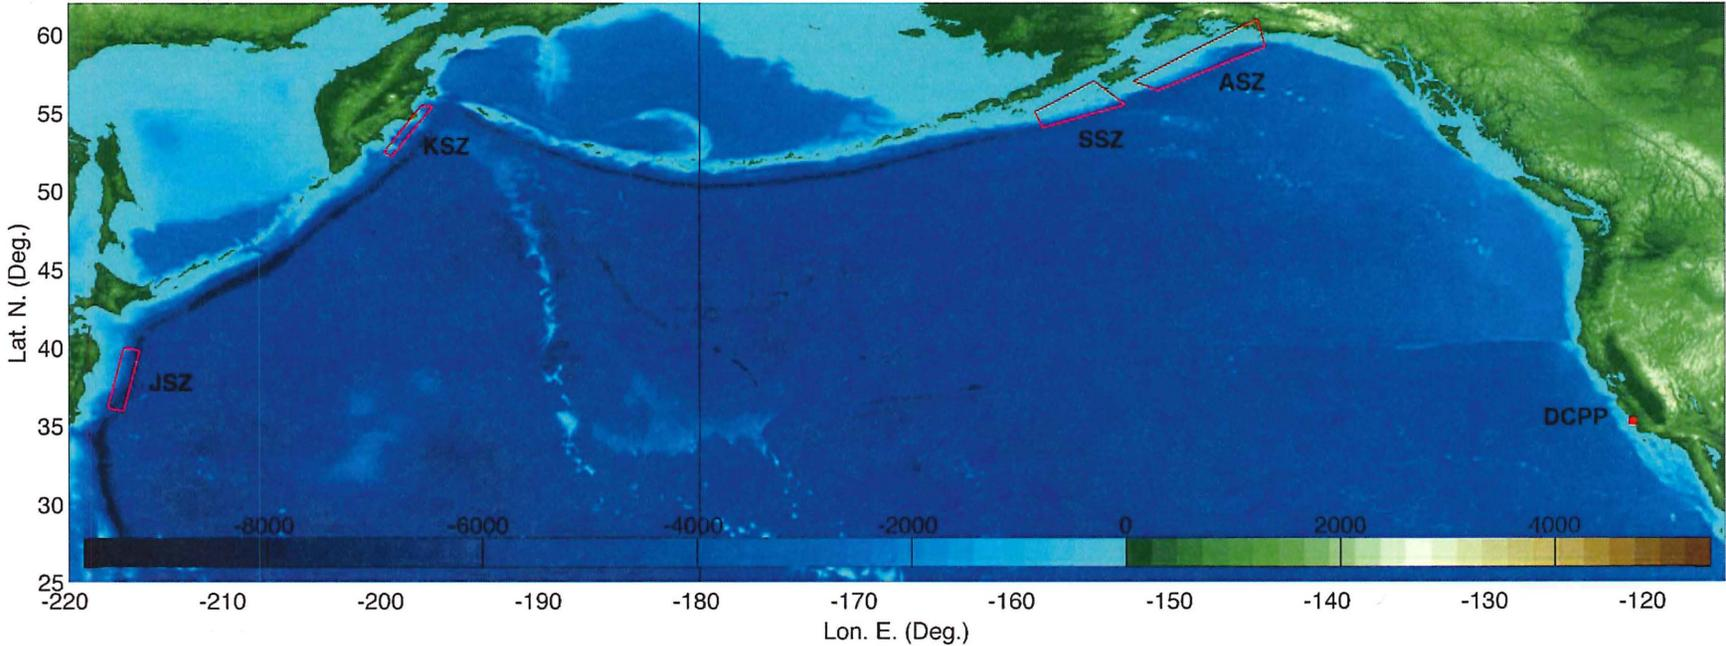 60
55
50
45
40
35
30
25
Lat. N. (Deg.)
ASZ
SSZ
KSZ
JSZ
DCPP
-8000 -6000 -4000 -2000 0 2000 4000
-220 -210 -200 -190 -180 -170 -160 -150 -140 -130 -120
Lon. E. (Deg.)